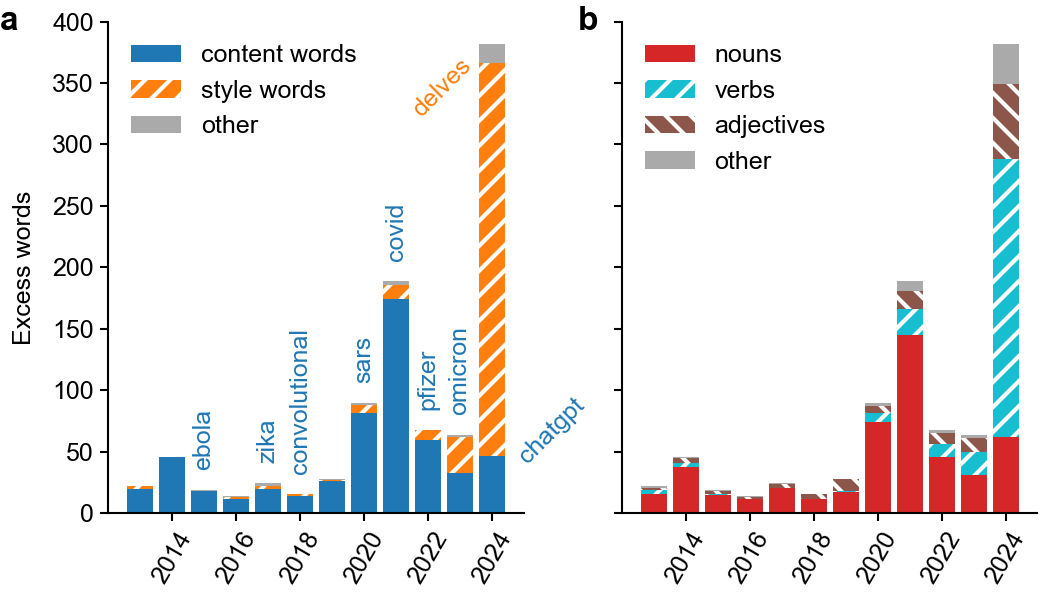 a
Excess words
400
350
300
250
200
150
100
50
0
content words
style words
other
delves
covid
ebola
zika
convolutional
sars
pfizer
omicron
chatgpt
2014
2016
2018
2020
2022
2024
b
nouns
verbs
adjectives
other
2014
2016
2018
2020
2022
2024